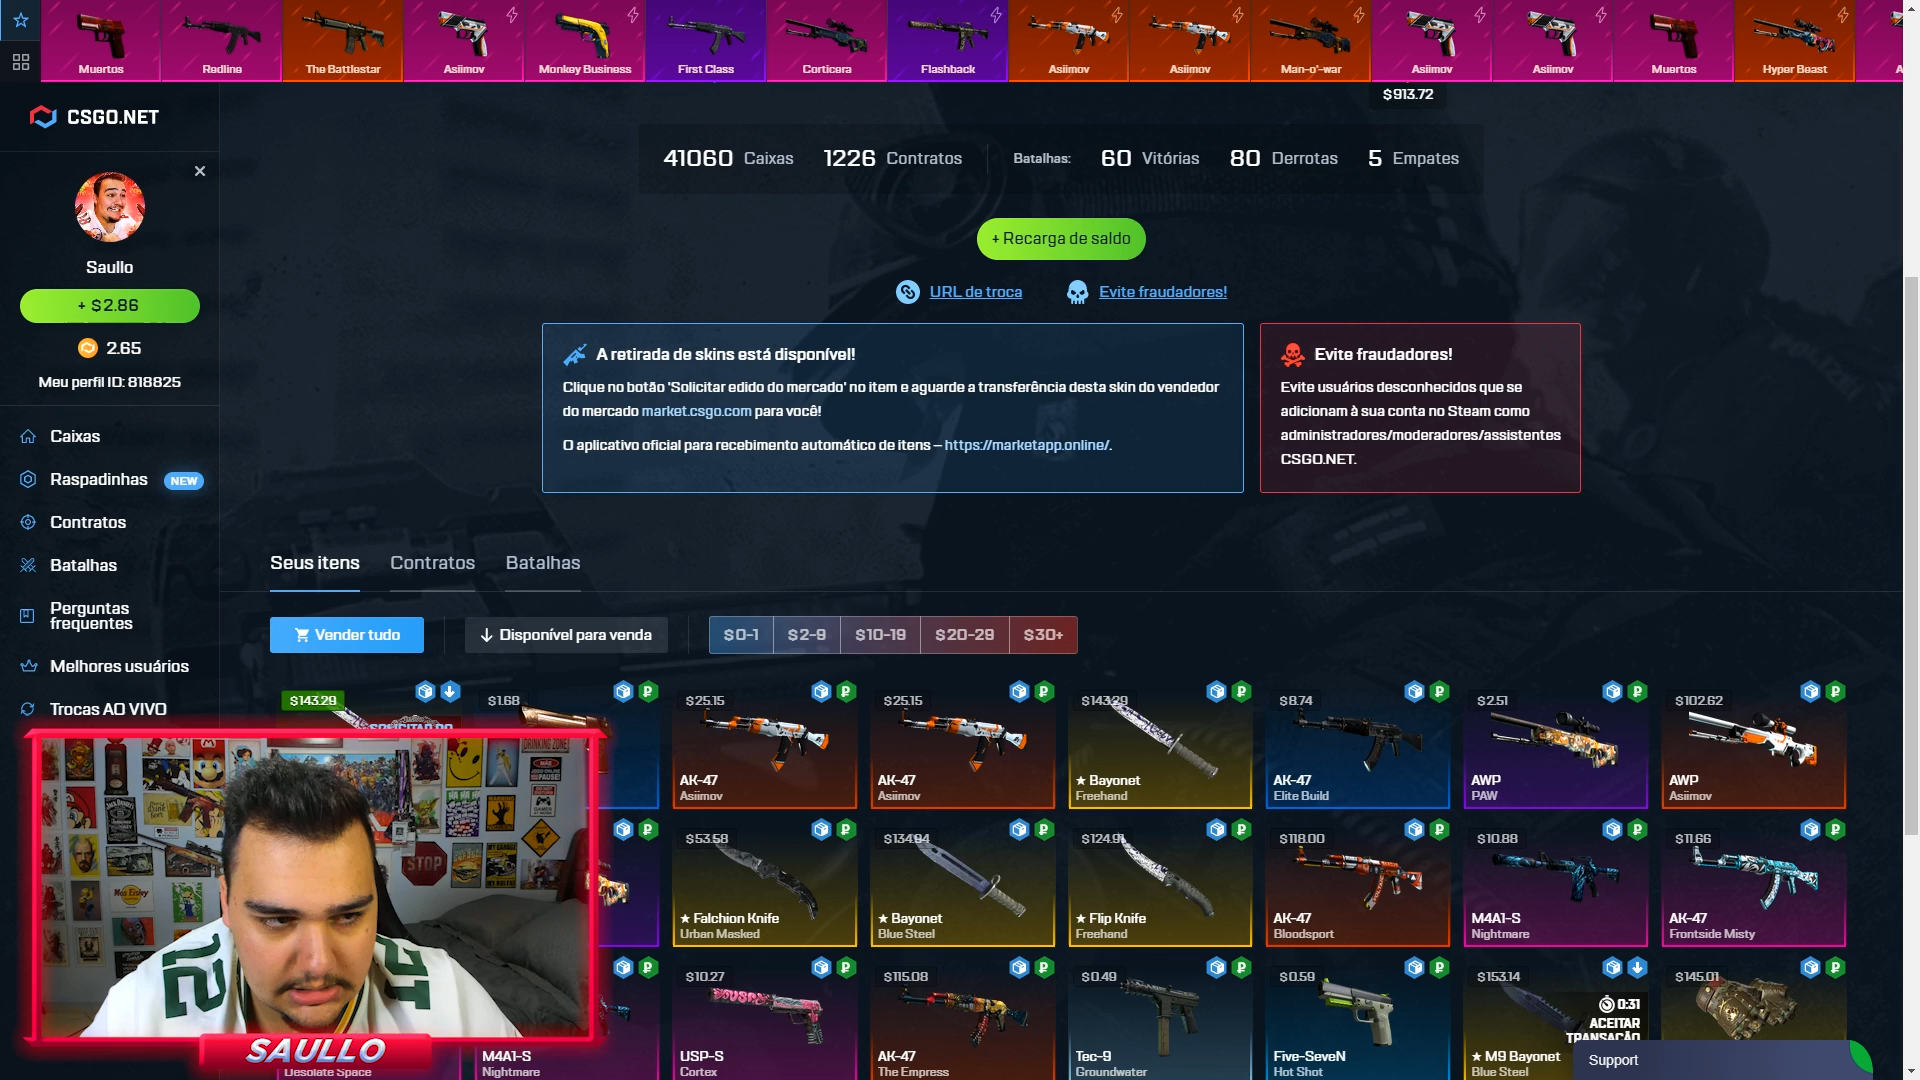 Muertos
Redline
The Battlestar
Asiimov
Monkey Business
First Class
Corticera
Flashback
Asiimov
Asiimov
Man-o'-war
Asiimov
Asiimov
Muertos
Hyper Beast
$913.72
CSGO.NET
41060 Caixas
1226 Contratos
Batalhas:
60 Vitórias
80 Derrotas
5 Empates
+ Recarga de saldo
Saullo
+ $2.86
2.65
Meu perfil ID: 818825
URL de troca
Evite fraudadores!
A retirada de skins está disponível!
Clique no botão 'Solicitar edido do mercado' no item e aguarde a transferência desta skin do vendedor
do mercado market.csgo.com para você!
O aplicativo oficial para recebimento automático de itens – https://marketapp.online/.
Evite fraudadores!
Evite usuários desconhecidos que se
adicionam à sua conta no Steam como
administradores/moderadores/assistentes
CSGO.NET.
Caixas
Raspadinhas NEW
Contratos
Batalhas
Perguntas
frequentes
Melhores usuários
Trocas AO VIVO
Seus itens
Contratos
Batalhas
Vender tudo
Disponível para venda
$0-1
$2-9
$10-19
$20-29
$30+
$143.29
SOLICITAR DO
$1.68
$25.15
AK-47
Asiimov
$25.15
AK-47
Asiimov
$143.29
★ Bayonet
Freehand
$8.74
AK-47
Elite Build
$2.51
AWP
PAW
$102.62
AWP
Asiimov
$53.58
★ Falchion Knife
Urban Masked
$134.94
★ Bayonet
Blue Steel
$124.91
★ Flip Knife
Freehand
$118.00
AK-47
Bloodsport
$10.88
M4A1-S
Nightmare
$11.66
AK-47
Frontside Misty
Desolate Space
M4A1-S
Nightmare
$10.27
USP-S
Cortex
$115.08
AK-47
The Empress
$0.49
Tec-9
Groundwater
$0.59
Five-SeveN
Hot Shot
$153.14
0:31
ACEITAR
TRANSAÇÃO
★ M9 Bayonet
Blue Steel
$145.01
Support
DRINKING ZONE
PAUSE!
STOP
Mos Eisley
12
SAULLO